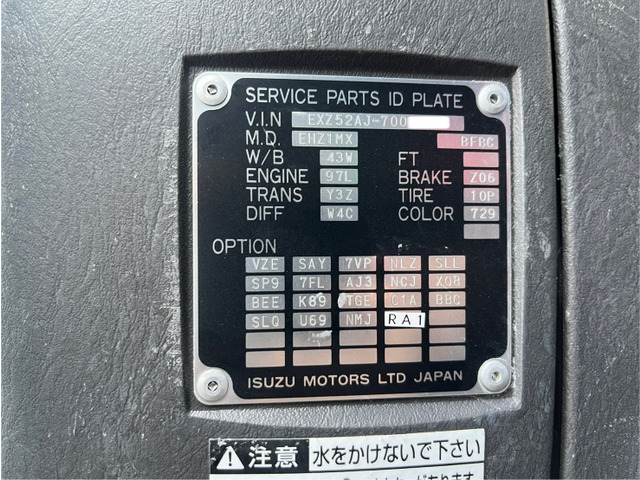 SERVICE PARTS ID PLATE
V.I.N EXZ52AJ-700
M.D. EHZ1MX BFBC
W/B 43W FT
ENGINE 97L BRAKE Z06
TRANS Y3Z TIRE 10P
DIFF W4C COLOR 729
OPTION
VZE SAY 7VP NLZ SLL
SP9 7FL AJ3 NCJ X08
BEE K89 TGE C1A BBC
SLQ U69 NMJ RA1
ISUZU MOTORS LTD JAPAN
注意 水をかけないで下さい